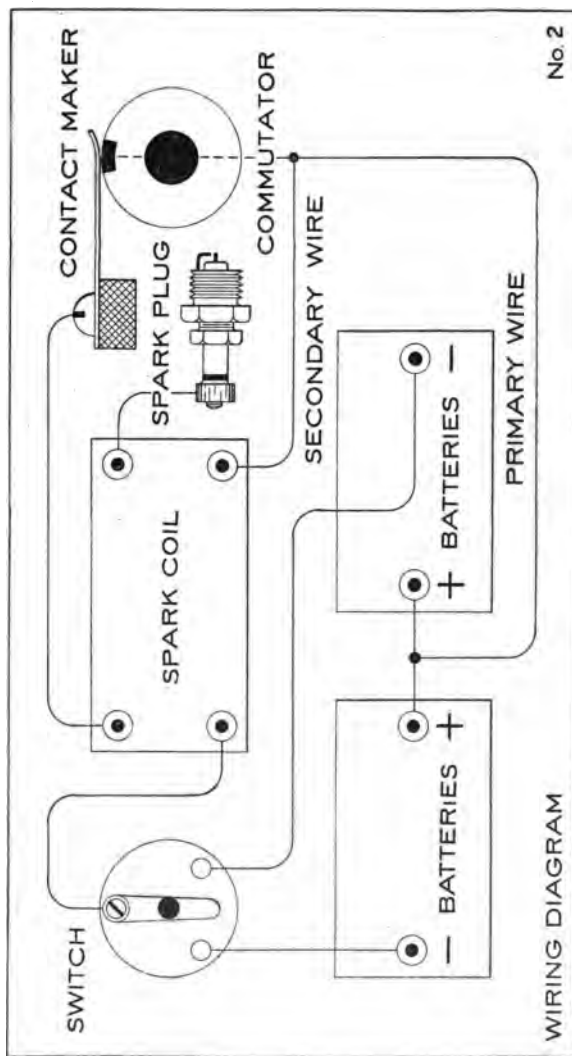 CONTACT MAKER
COMMUTATOR
SPARK PLUG
SECONDARY WIRE
SPARK COIL
SWITCH
− BATTERIES +
+ BATTERIES −
PRIMARY WIRE
WIRING DIAGRAM
No. 2